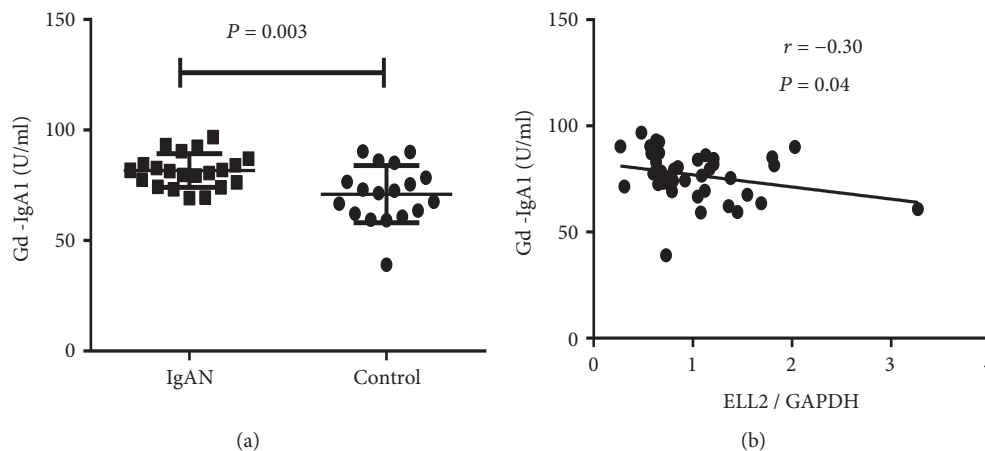 150
100
50
0
Gd -IgA1 (U/ml)
P = 0.003
IgAN
Control
(a)
150
100
50
0
Gd -IgA1 (U/ml)
r = −0.30
P = 0.04
0
1
2
3
ELL2 / GAPDH
(b)